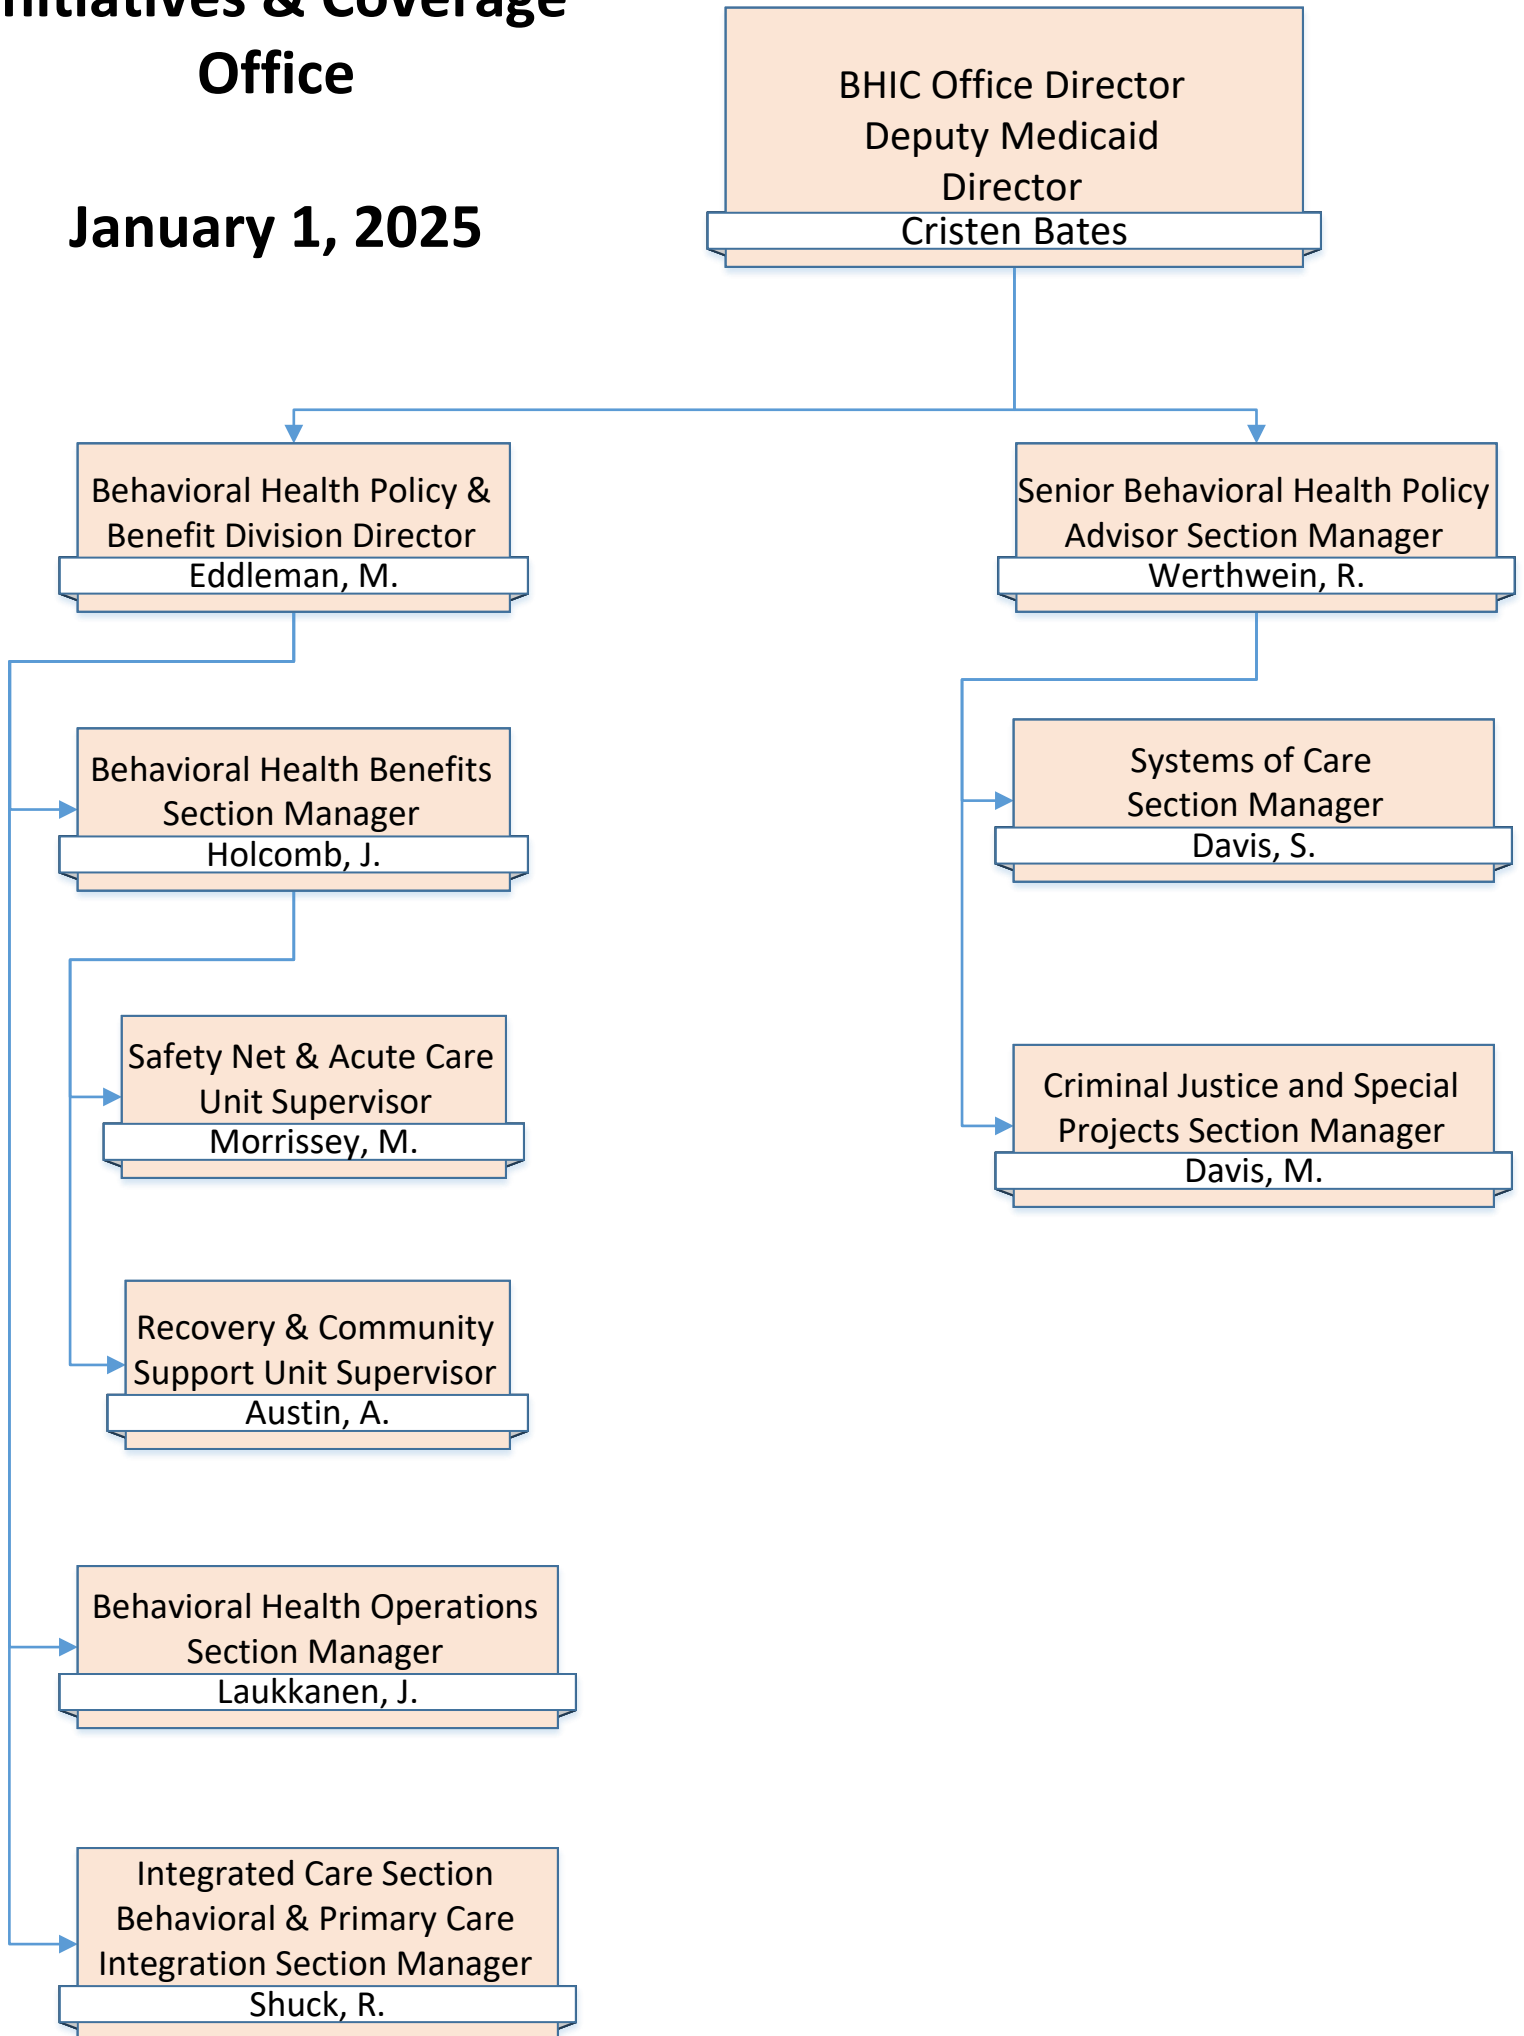 & Coverage
Office
January 1, 2025
BHIC Office Director
Deputy Medicaid
Director
Cristen Bates
Behavioral Health Policy &
Benefit Division Director
Eddleman, M.
Senior Behavioral Health Policy
Advisor Section Manager
Werthwein, R.
Behavioral Health Benefits
Section Manager
Holcomb, J.
Systems of Care
Section Manager
Davis, S.
Safety Net & Acute Care
Unit Supervisor
Morrissey, M.
Criminal Justice and Special
Projects Section Manager
Davis, M.
Recovery & Community
Support Unit Supervisor
Austin, A.
Behavioral Health Operations
Section Manager
Laukkanen, J.
Integrated Care Section
Behavioral & Primary Care
Integration Section Manager
Shuck, R.